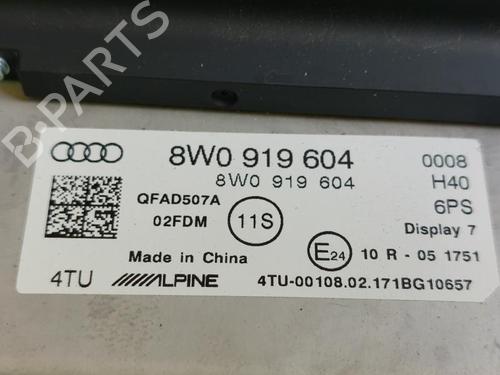 8W0 919 604 0008
8W0 919 604 H40
QFAD507A 6PS
02FDM 11S Display 7
Made in China E24 10 R - 05 1751
4TU ALPINE 4TU-00108.02.171BG10657
B-PARTS